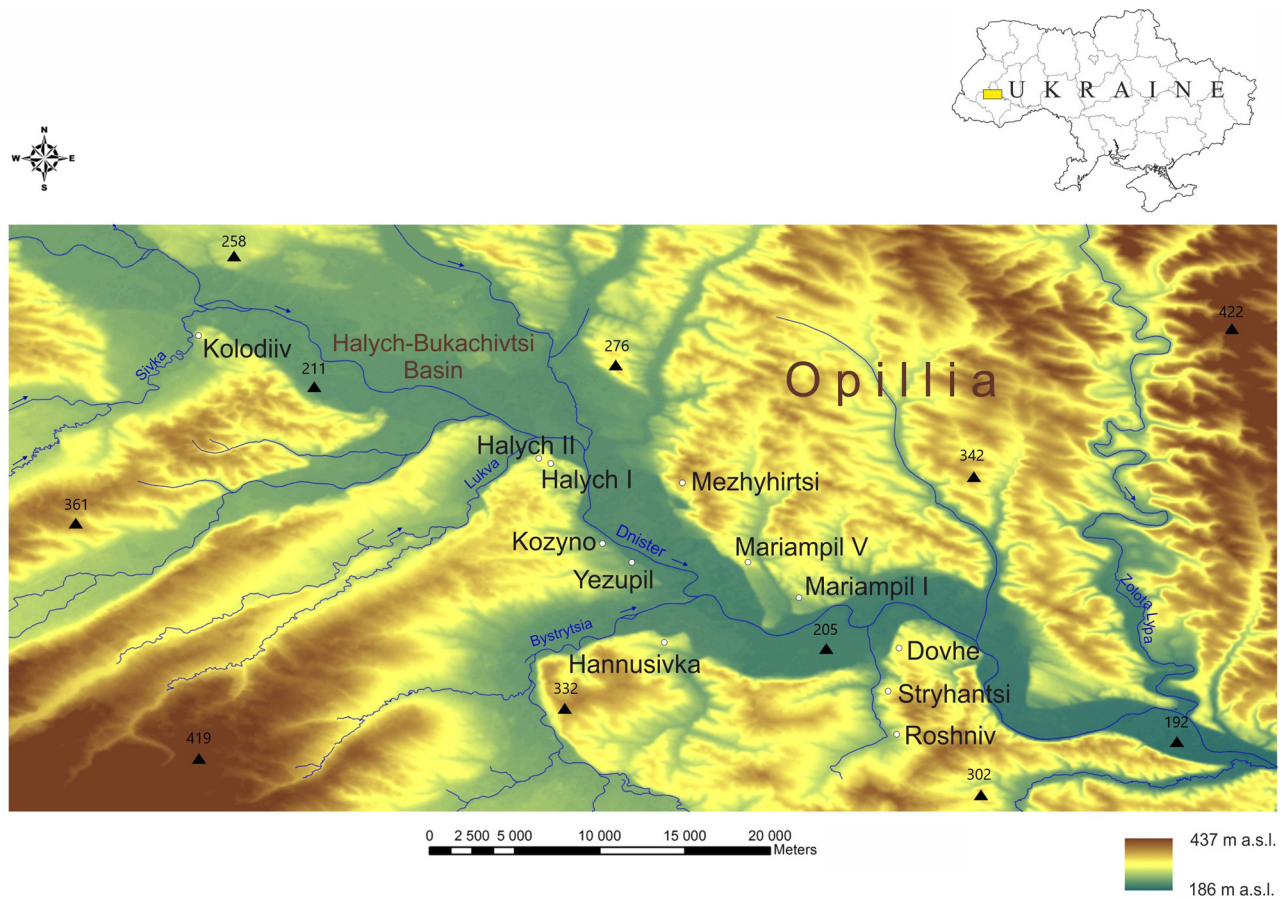 UKRAINE
N
W
E
S
258
422
Kolodiiv
Halych-Bukachivtsi
Basin
276
Sivka
211
Opillia
Halych II
Lukva
Halych I
Mezhyhirtsi
342
361
Kozyno
Dnister
Mariampil V
Yezupil
Mariampil I
Zolota Lypa
Bystrytsia
205
Hannusivka
Dovhe
332
Stryhantsi
419
Roshniv
192
302
0 2 500 5 000 10 000 15 000 20 000
Meters
437 m a.s.l.
186 m a.s.l.